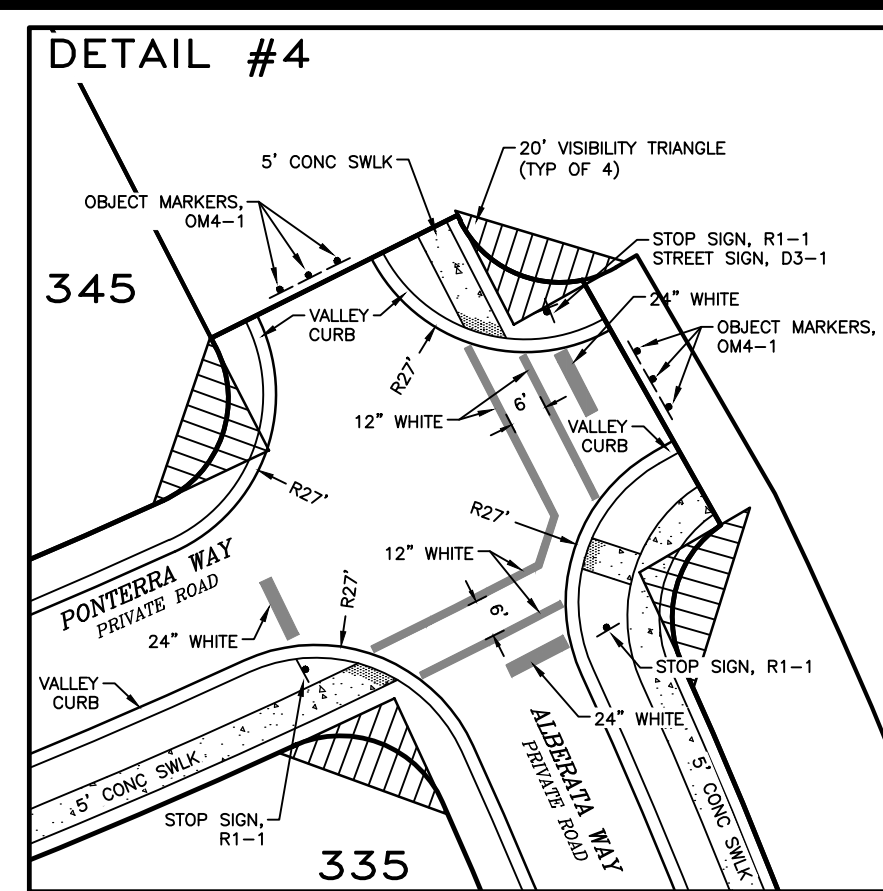 DETAIL #4
5' CONC SWLK
20' VISIBILITY TRIANGLE
(TYP OF 4)
OBJECT MARKERS,
OM4-1
STOP SIGN, R1-1
STREET SIGN, D3-1
345
24" WHITE
VALLEY
CURB
OBJECT MARKERS,
OM4-1
R27'
12" WHITE
6'
VALLEY
CURB
R27'
R27'
12" WHITE
PONTERRA WAY
PRIVATE ROAD
R27'
6'
24" WHITE
STOP SIGN, R1-1
VALLEY
CURB
24" WHITE
ALBERATA WAY
PRIVATE ROAD
5' CONC SWLK
5' CONC SWLK
STOP SIGN,
R1-1
335